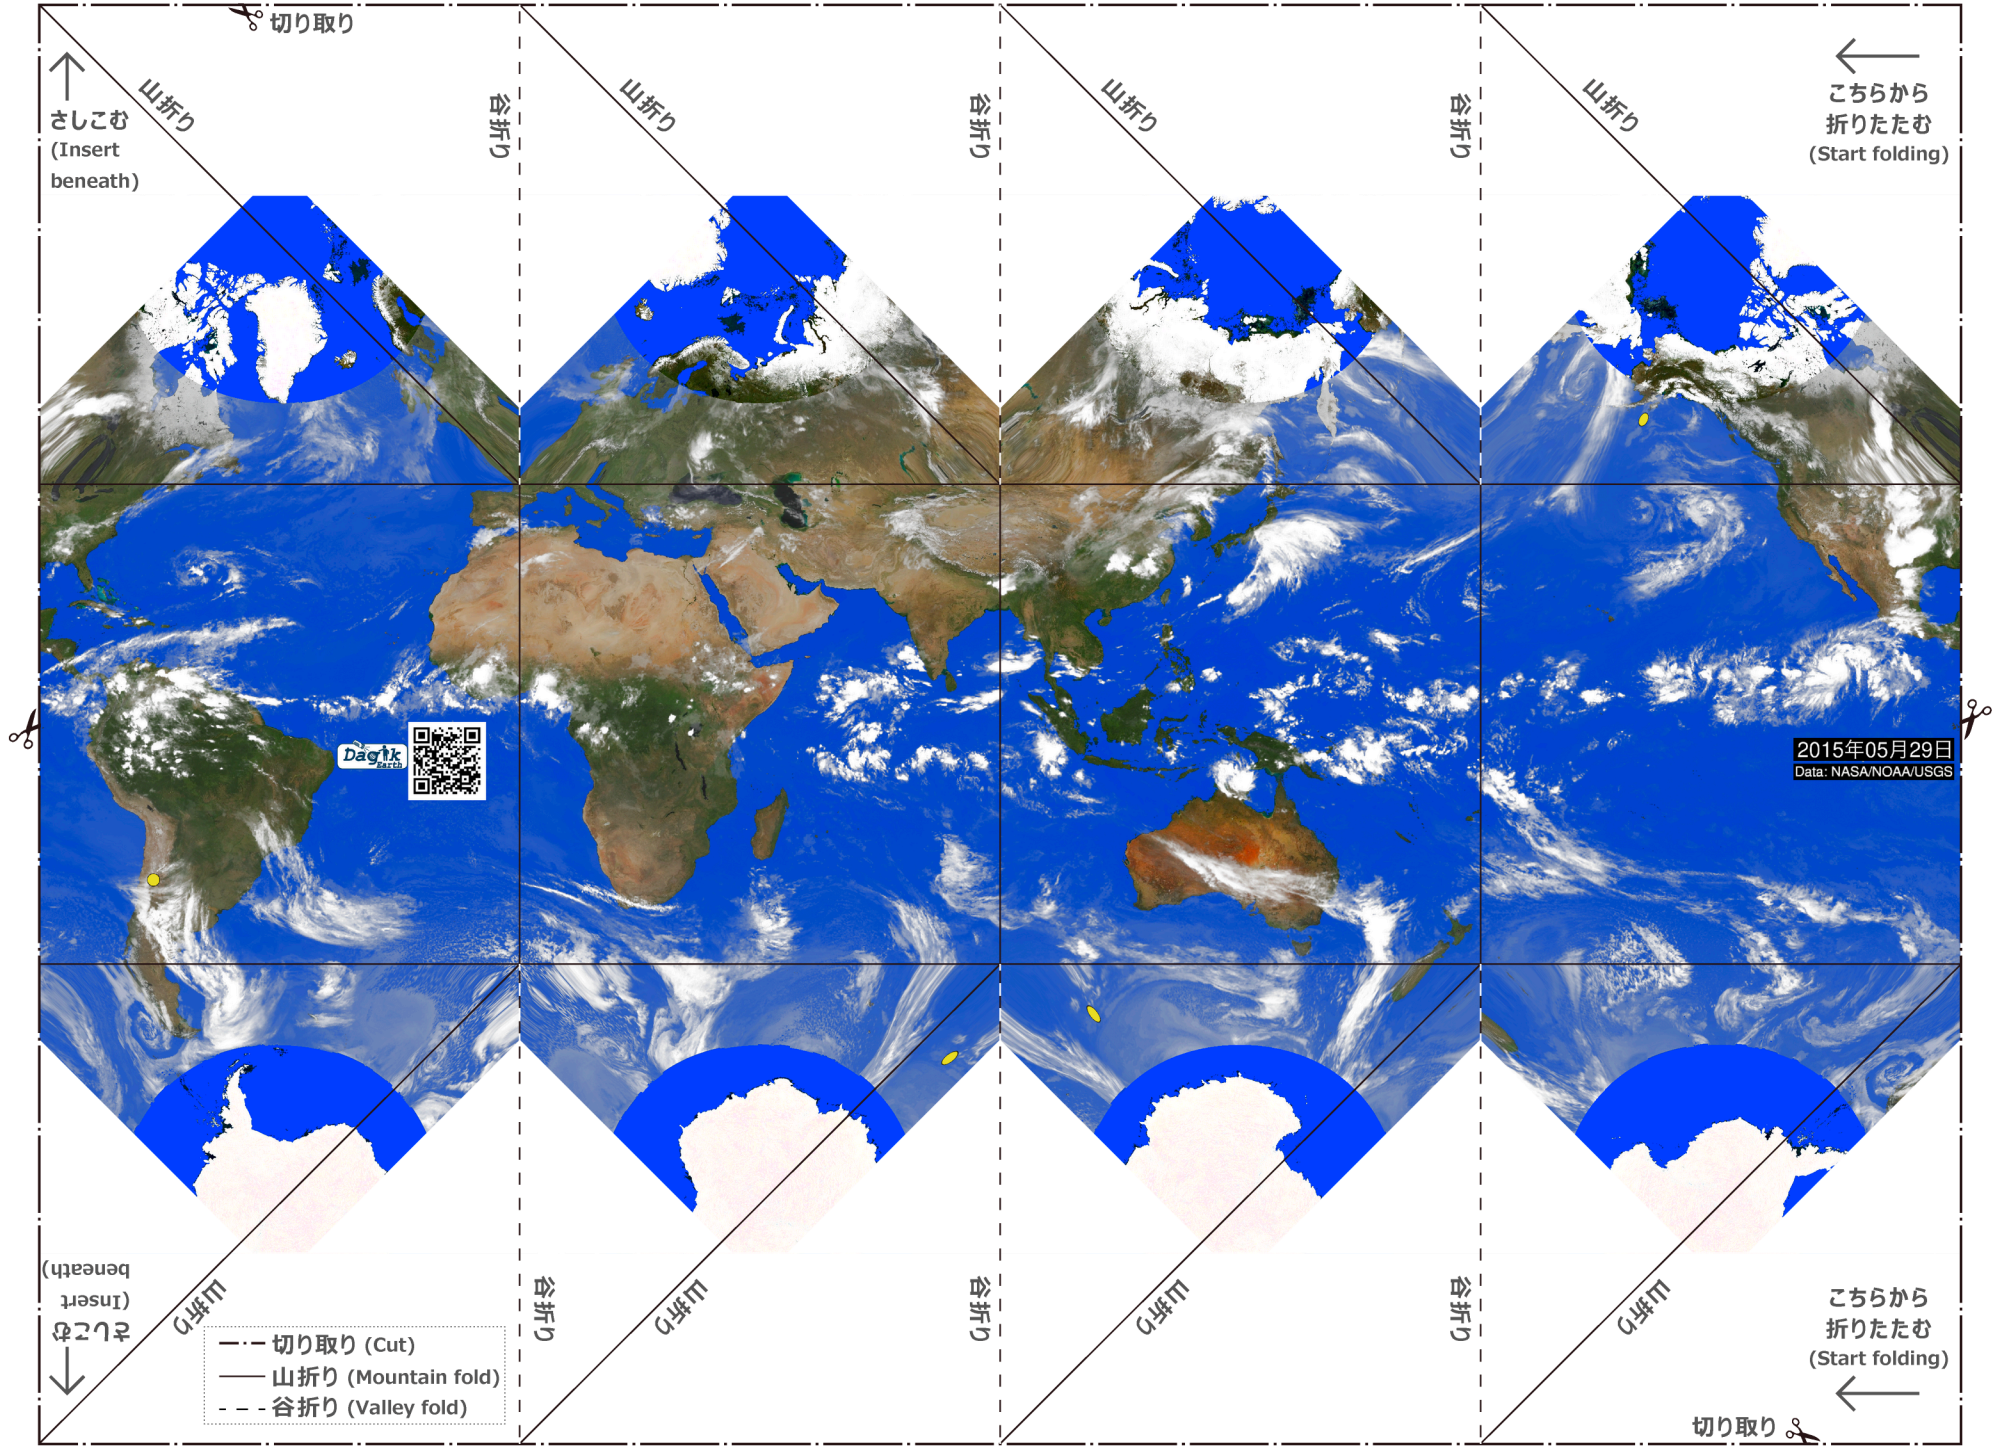 切り取り
さしこむ
(Insert
beneath)
山折り
谷折り
山折り
谷折り
山折り
谷折り
山折り
こちらから
折りたたむ
(Start folding)
Dagik
Earth
2015年05月29日
Data: NASA/NOAA/USGS
さしこむ
(Insert
beneath)
山折り
谷折り
山折り
谷折り
山折り
谷折り
山折り
こちらから
折りたたむ
(Start folding)
切り取り (Cut)
山折り (Mountain fold)
谷折り (Valley fold)
切り取り